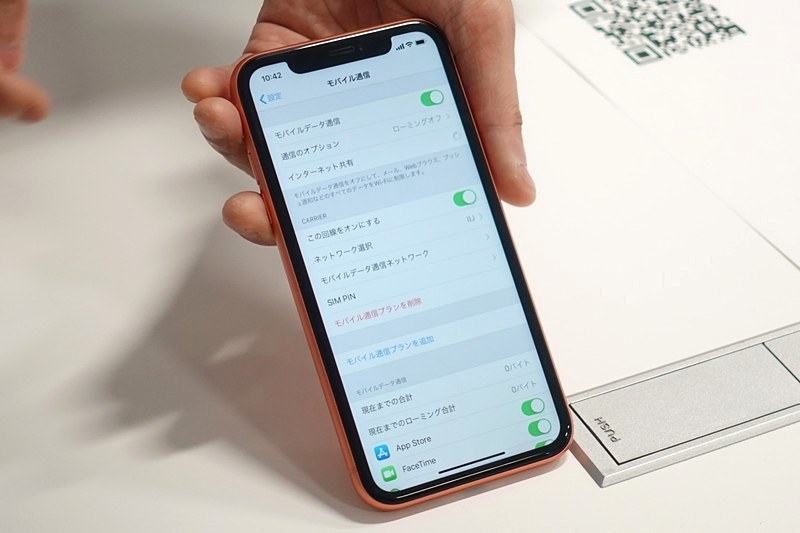 10:42
設定
モバイル通信
モバイルデータ通信
通信のオプション ローミングオフ
インターネット共有
モバイルデータ通信をオフにして、メール、Webブラウズ、プッシュ
通知などのすべてのデータをWi-Fiに制限します。
CARRIER
この回線をオンにする
ネットワーク選択 IIJ
モバイルデータ通信ネットワーク
SIM PIN
モバイル通信プランを削除
モバイル通信プランを追加
モバイルデータ通信
現在までの合計 0バイト
現在までのローミング合計 0バイト
App Store
FaceTime
PUSH